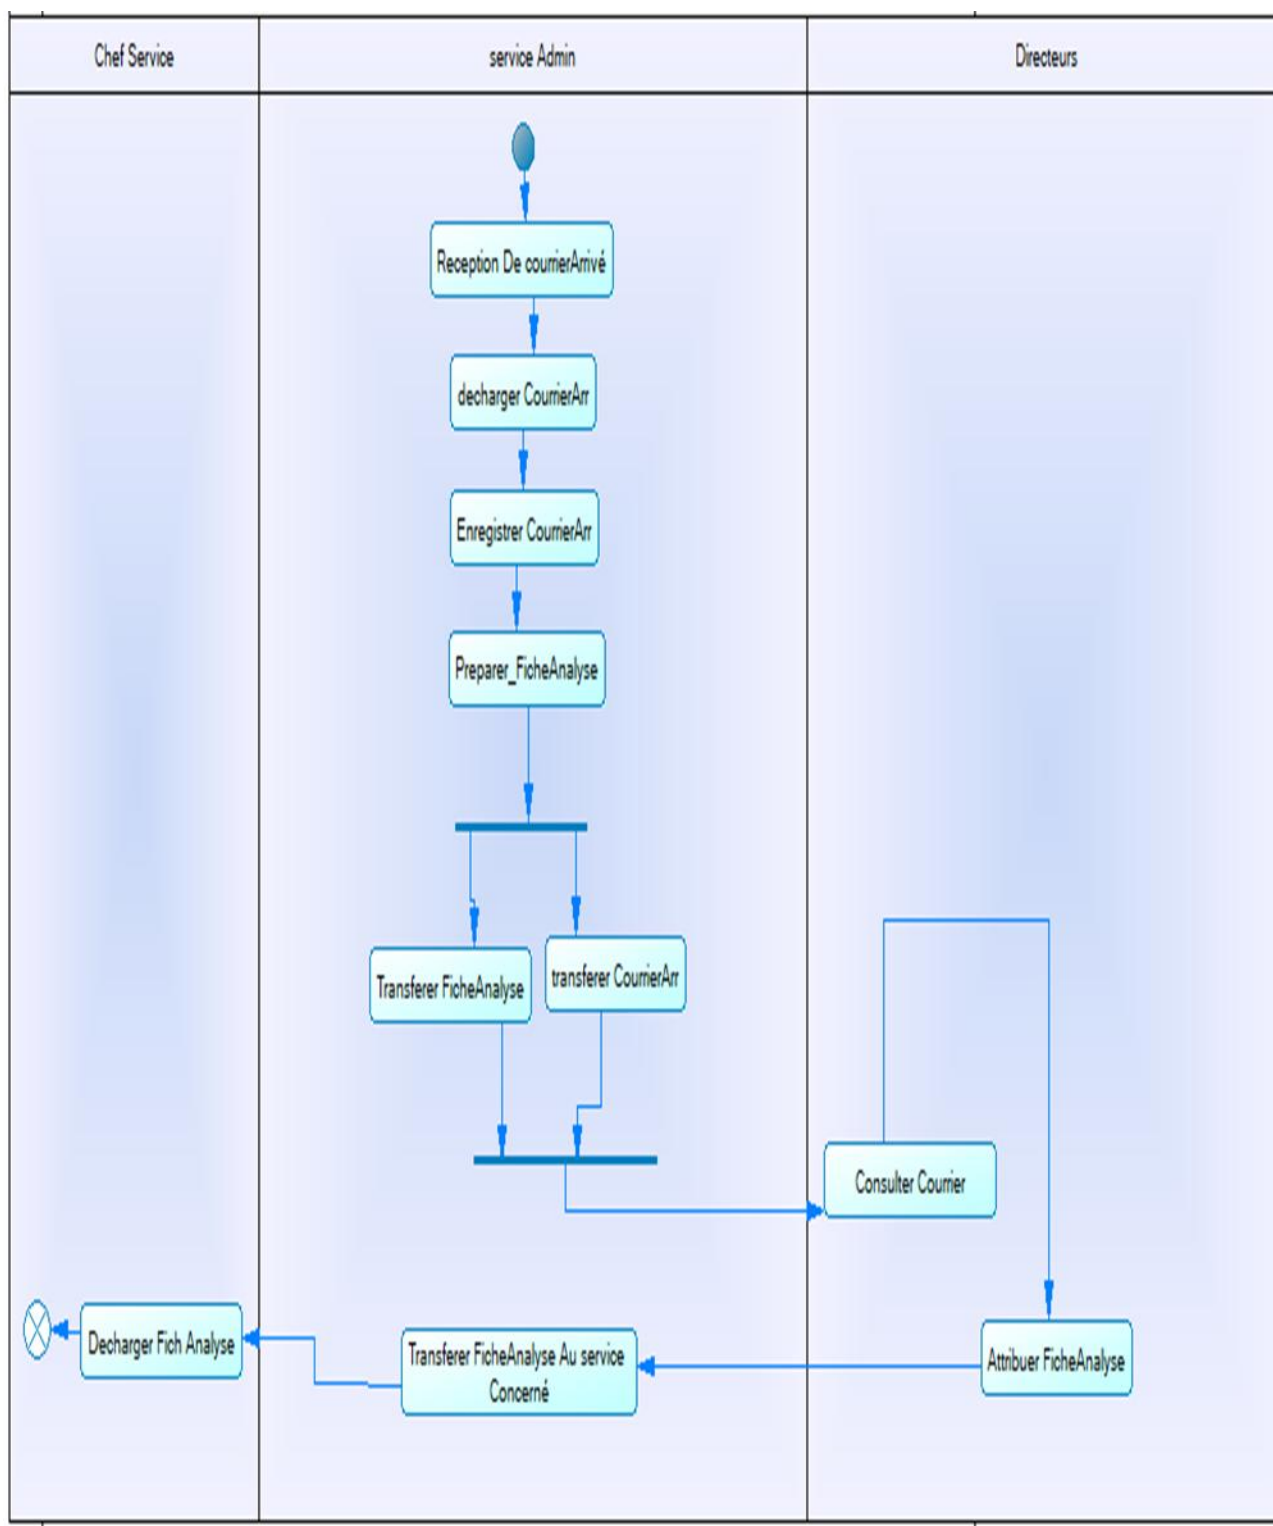 Chef Service
service Admin
Directeurs
Reception De courrierArrivé
decharger CourrierArr
Enregistrer CourrierArr
Preparer_FicheAnalyse
Transferer FicheAnalyse
transferer CourrierArr
Consulter Courrier
Attribuer FicheAnalyse
Transferer FicheAnalyse Au service
Concerné
Decharger Fich Analyse